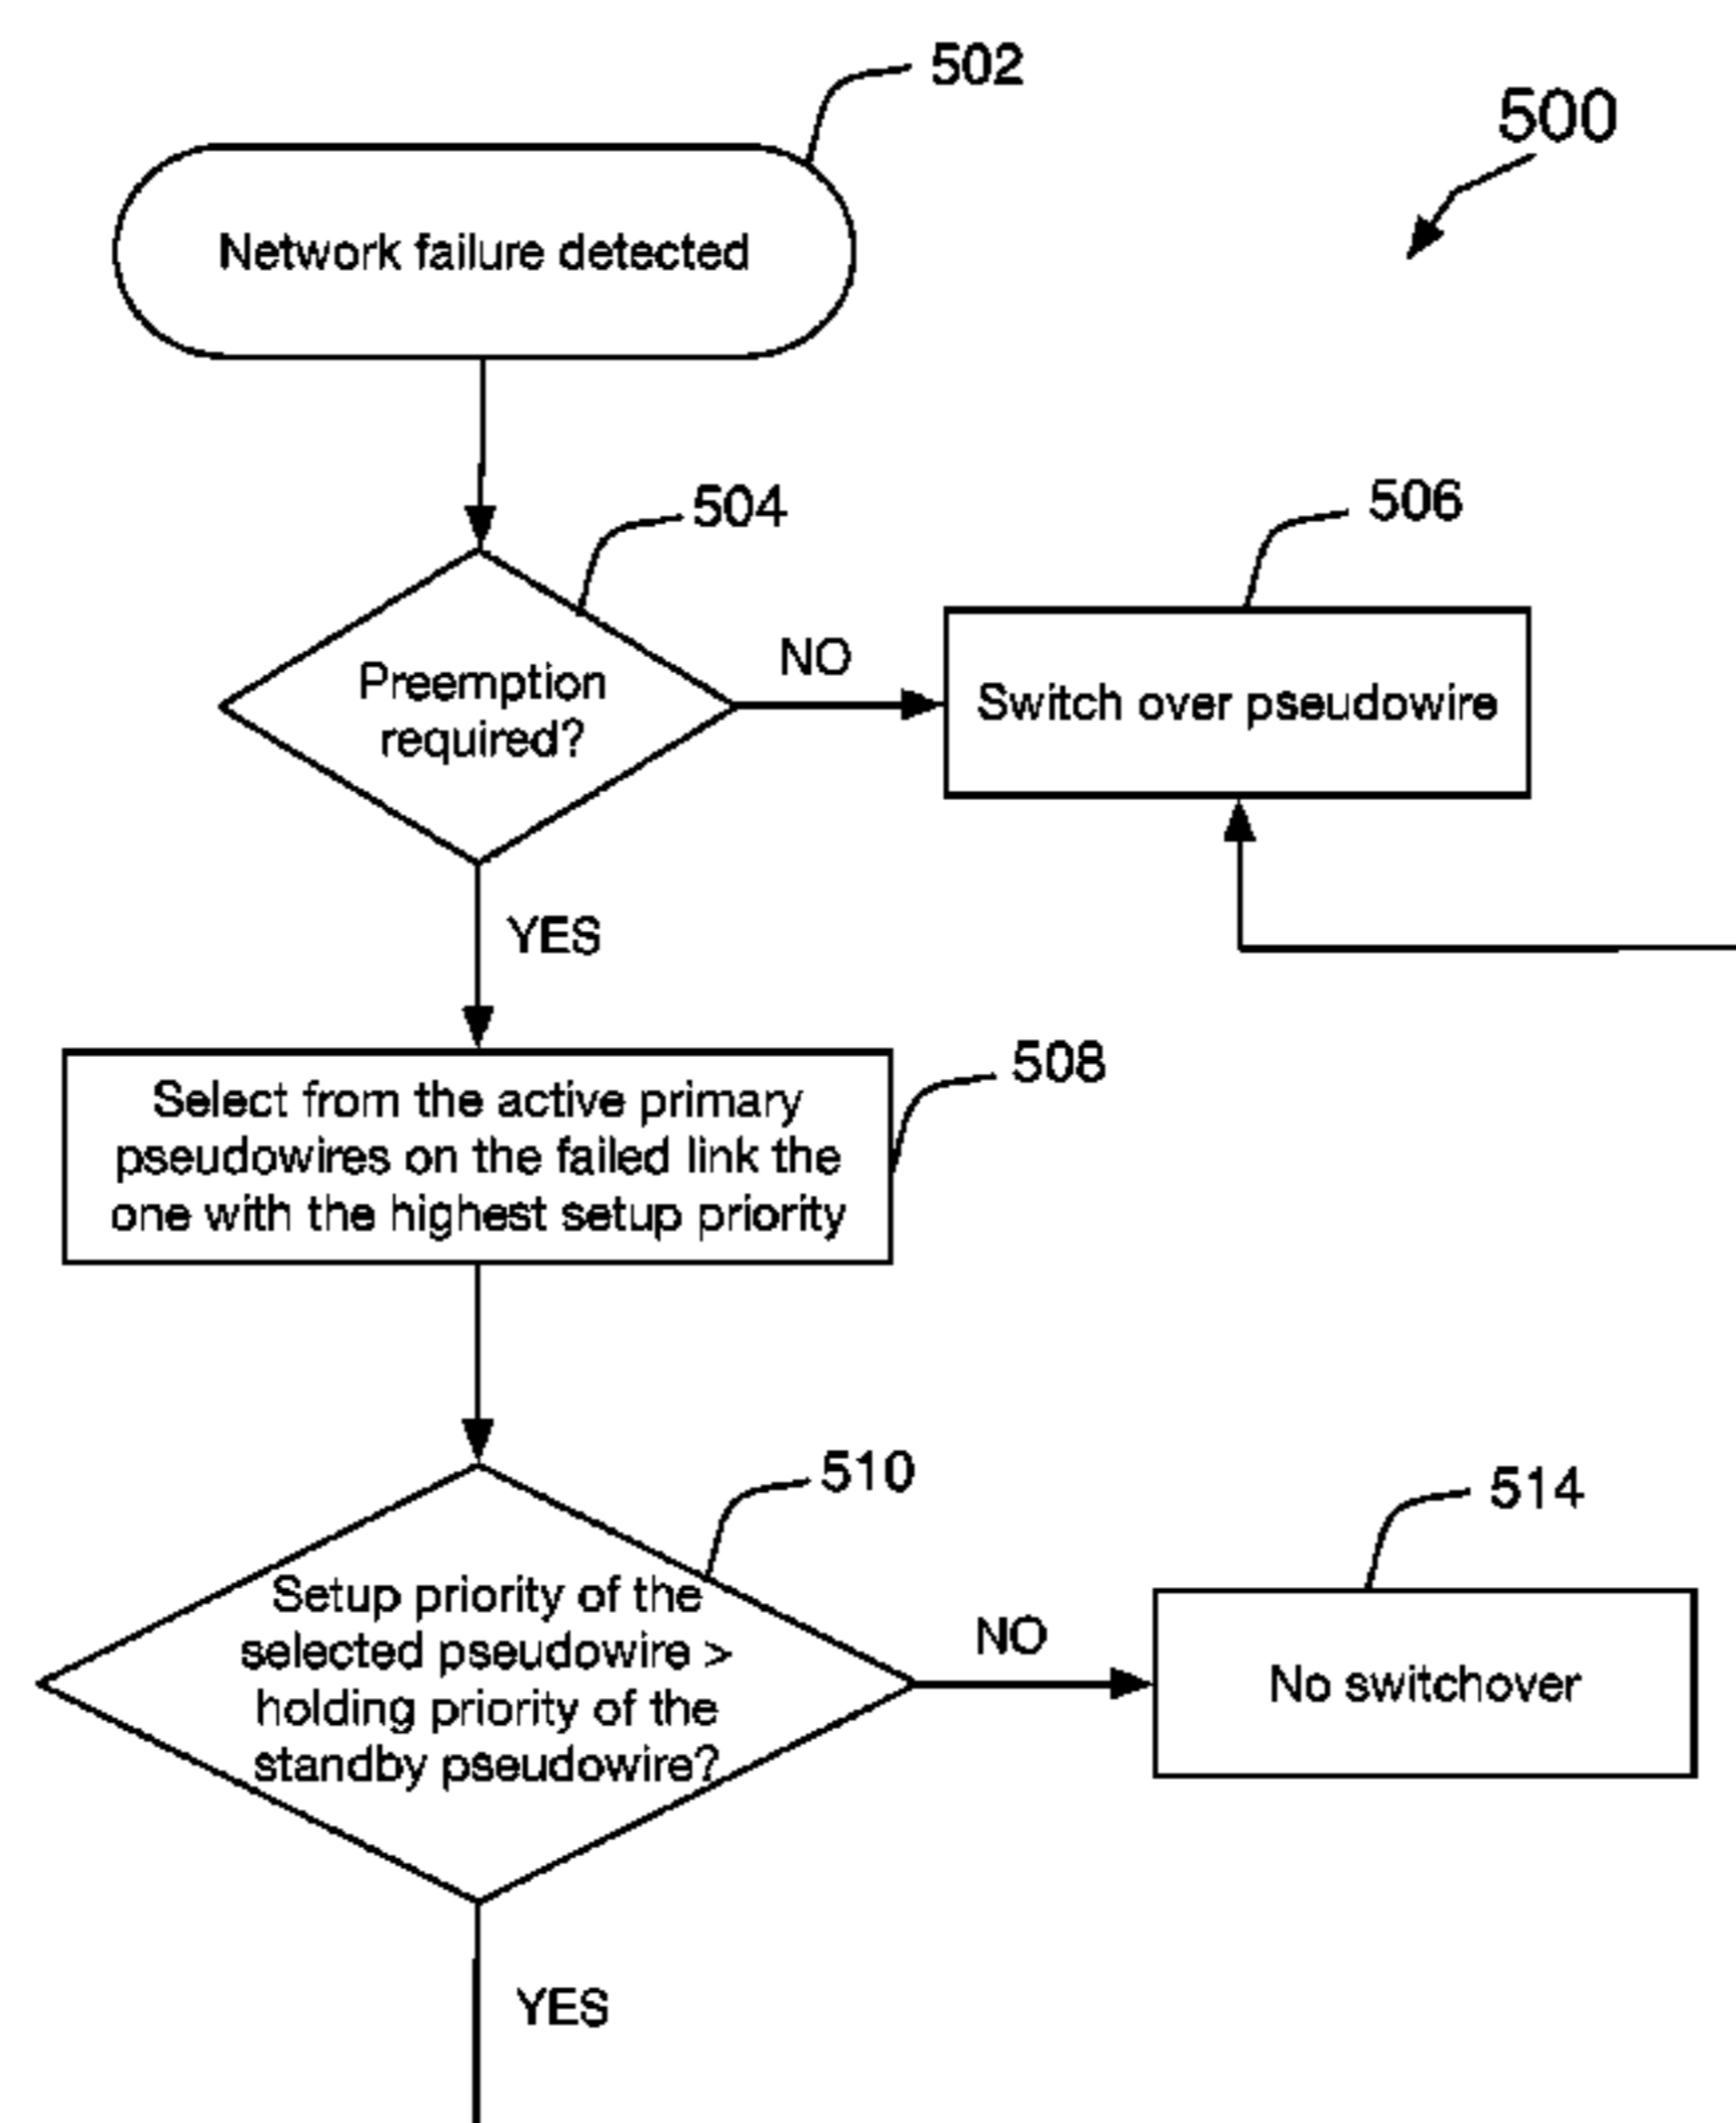 502
500
Network failure detected
504
506
Preemption
required?
NO
Switch over pseudowire
YES
508
Select from the active primary
pseudowires on the failed link the
one with the highest setup priority
510
514
Setup priority of the
selected pseudowire >
holding priority of the
standby pseudowire?
NO
No switchover
YES